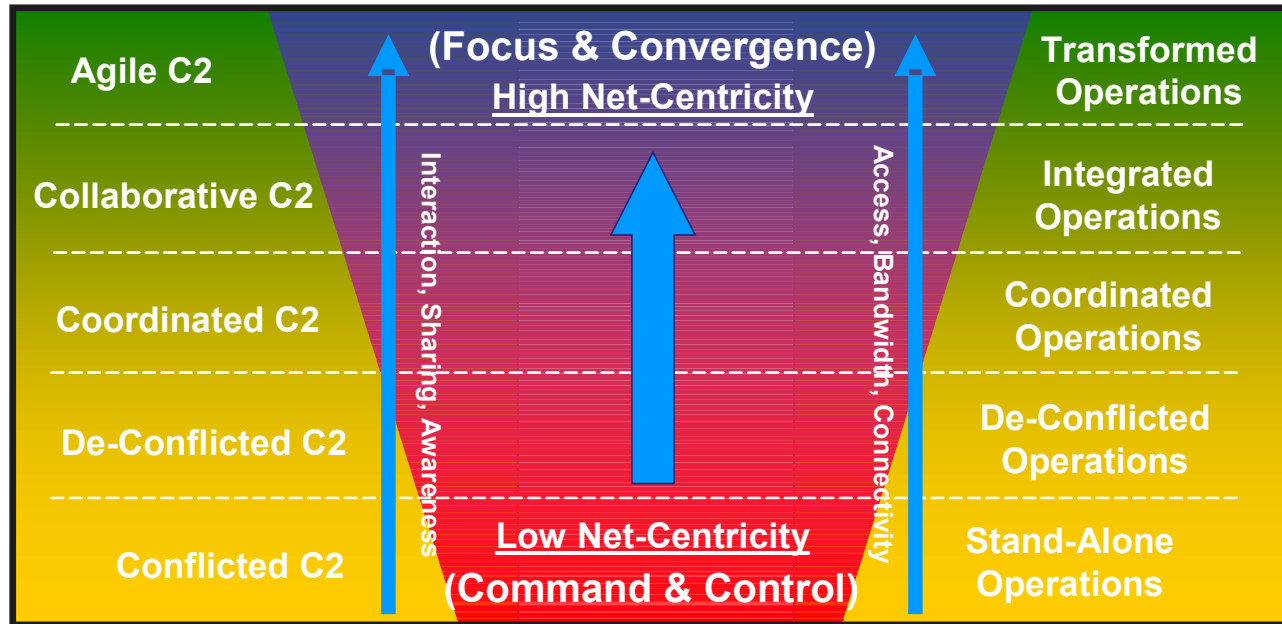 Agile C2
(Focus & Convergence)
High Net-Centricity
Transformed
Operations
Collaborative C2
Integrated
Operations
Interaction, Sharing, Awareness
Access, Bandwidth, Connectivity
Coordinated C2
Coordinated
Operations
De-Conflicted C2
De-Conflicted
Operations
Conflicted C2
Low Net-Centricity
(Command & Control)
Stand-Alone
Operations